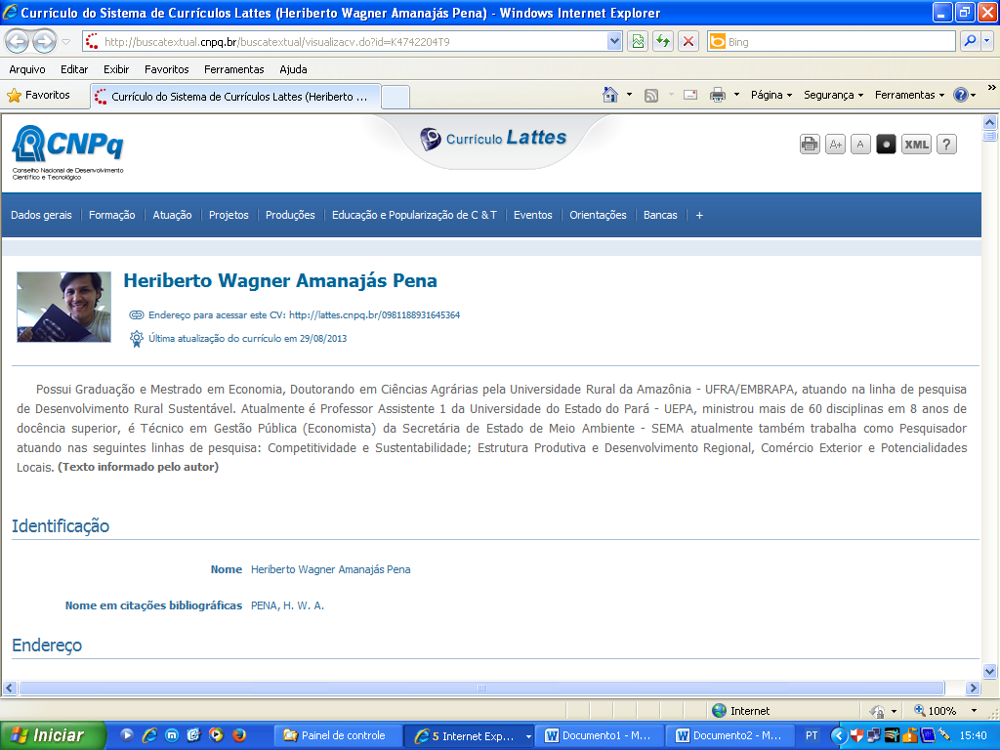 Currículo do Sistema de Currículos Lattes (Heriberto Wagner Amanajás Pena) - Windows Internet Explorer
http://buscatextual.cnpq.br/buscatextual/visualizacv.do?id=K4742204T9
Bing
Arquivo Editar Exibir Favoritos Ferramentas Ajuda
Favoritos
Currículo do Sistema de Currículos Lattes (Heriberto ...
Página Segurança Ferramentas
CNPq
Conselho Nacional de Desenvolvimento
Científico e Tecnológico
Currículo Lattes
A+ A XML ?
Dados gerais Formação Atuação Projetos Produções Educação e Popularização de C & T Eventos Orientações Bancas +
Heriberto Wagner Amanajás Pena
Endereço para acessar este CV: http://lattes.cnpq.br/0981188931645364
Última atualização do currículo em 29/08/2013
Possui Graduação e Mestrado em Economia, Doutorando em Ciências Agrárias pela Universidade Rural da Amazônia - UFRA/EMBRAPA, atuando na linha de pesquisa
de Desenvolvimento Rural Sustentável. Atualmente é Professor Assistente 1 da Universidade do Estado do Pará - UEPA, ministrou mais de 60 disciplinas em 8 anos de
docência superior, é Técnico em Gestão Pública (Economista) da Secretária de Estado de Meio Ambiente - SEMA atualmente também trabalha como Pesquisador
atuando nas seguintes linhas de pesquisa: Competitividade e Sustentabilidade; Estrutura Produtiva e Desenvolvimento Regional, Comércio Exterior e Potencialidades
Locais. (Texto informado pelo autor)
Identificação
Nome Heriberto Wagner Amanajás Pena
Nome em citações bibliográficas PENA, H. W. A.
Endereço
Internet 100%
Iniciar Painel de controle 5 Internet Exp... Documento1 - M... Documento2 - M... PT 15:40